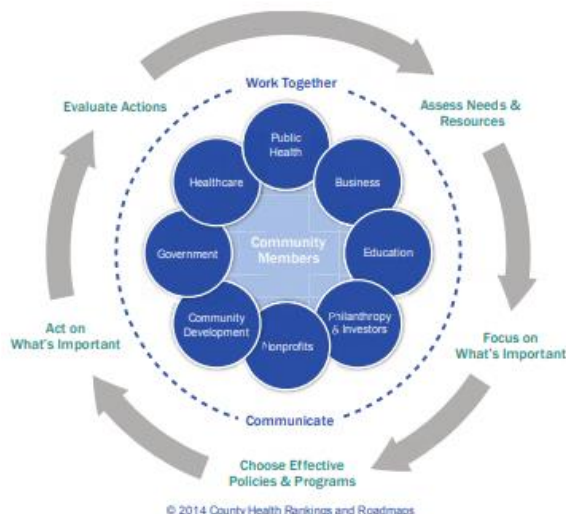 Work Together
Evaluate Actions
Assess Needs &
Resources
Public
Health
Healthcare
Business
Community
Members
Government
Education
Community
Development
Philanthropy
& Investors
Nonprofits
Act on
What's Important
Focus on
What's Important
Communicate
Choose Effective
Policies & Programs
© 2014 County Health Rankings and Roadmaps